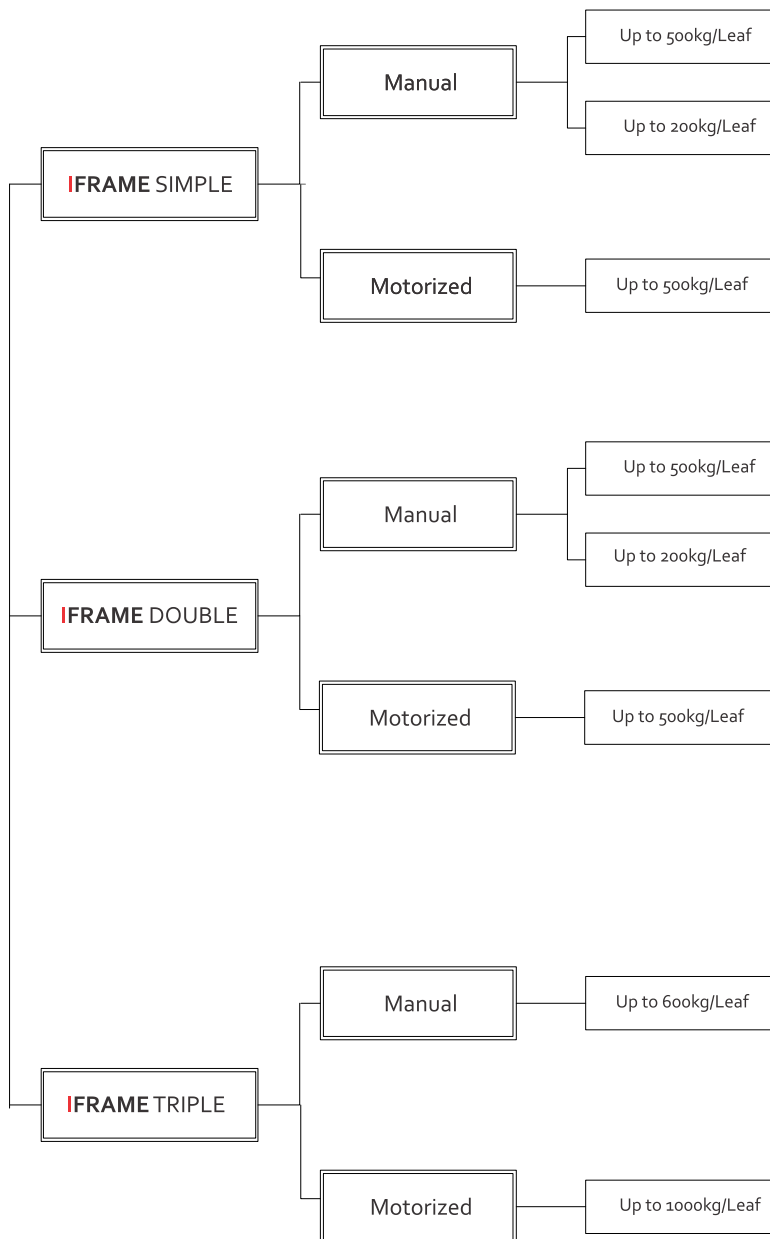 Up to 500kg/Leaf
Manual
Up to 200kg/Leaf
IFRAME SIMPLE
Motorized
Up to 500kg/Leaf
Up to 500kg/Leaf
Manual
Up to 200kg/Leaf
IFRAME DOUBLE
Motorized
Up to 500kg/Leaf
Manual
Up to 600kg/Leaf
IFRAME TRIPLE
Motorized
Up to 1000kg/Leaf